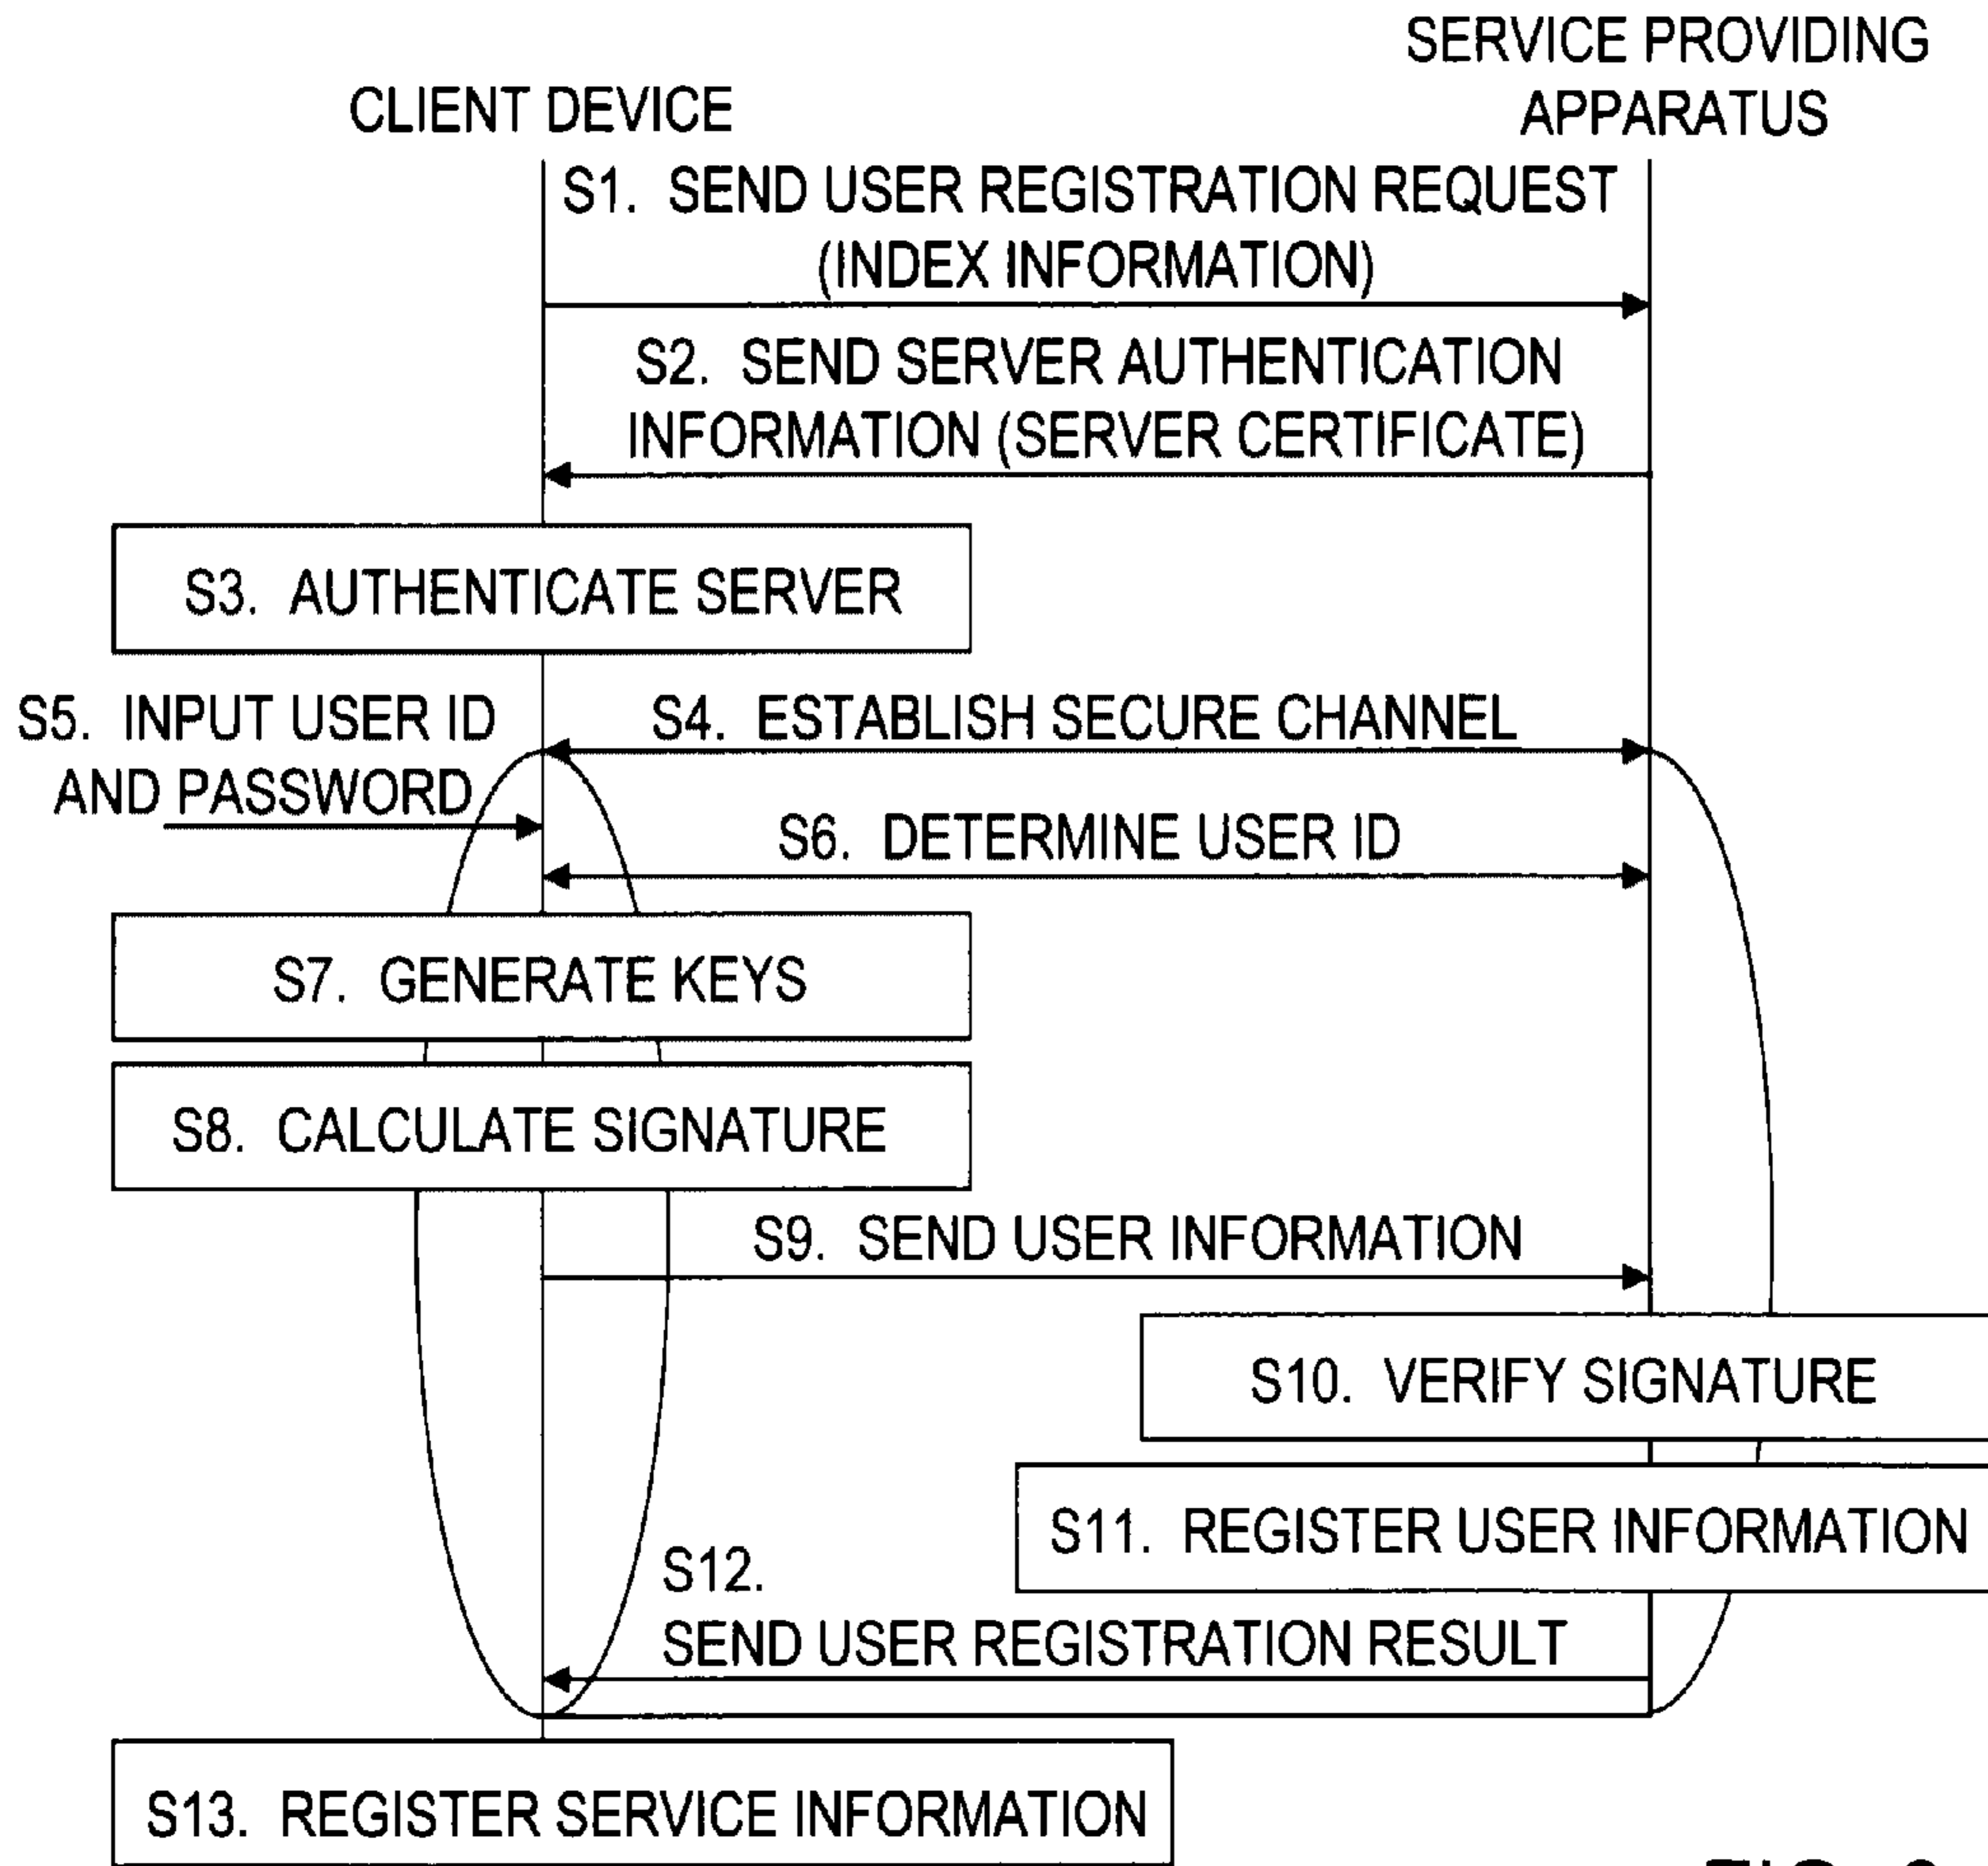 SERVICE PROVIDING
APPARATUS
CLIENT DEVICE
S1. SEND USER REGISTRATION REQUEST
(INDEX INFORMATION)
S2. SEND SERVER AUTHENTICATION
INFORMATION (SERVER CERTIFICATE)
S3. AUTHENTICATE SERVER
S5. INPUT USER ID
AND PASSWORD
S4. ESTABLISH SECURE CHANNEL
S6. DETERMINE USER ID
S7. GENERATE KEYS
S8. CALCULATE SIGNATURE
S9. SEND USER INFORMATION
S10. VERIFY SIGNATURE
S11. REGISTER USER INFORMATION
S12.
SEND USER REGISTRATION RESULT
S13. REGISTER SERVICE INFORMATION